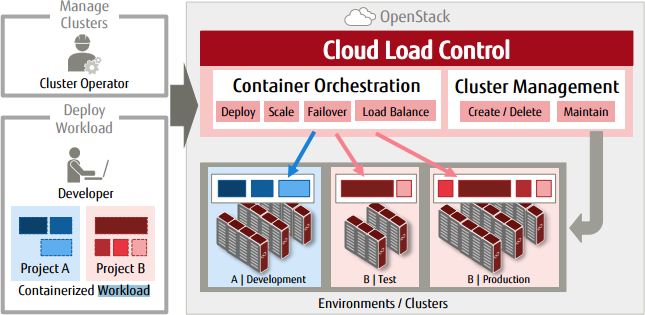 Manage
Clusters
Cluster Operator
Deploy
Workload
Developer
Project A
Project B
Containerized Workload
OpenStack
Cloud Load Control
Container Orchestration
Deploy
Scale
Failover
Load Balance
Cluster Management
Create / Delete
Maintain
A | Development
B | Test
B | Production
Environments / Clusters